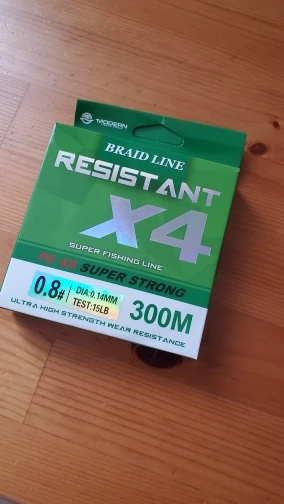 MODERN
BRAID LINE
RESISTANT
X4
SUPER FISHING LINE
SUPER STRONG
0.8#
DIA:0.14MM
TEST:15LB
300M
ULTRA HIGH STRENGTH WEAR RESISTANCE